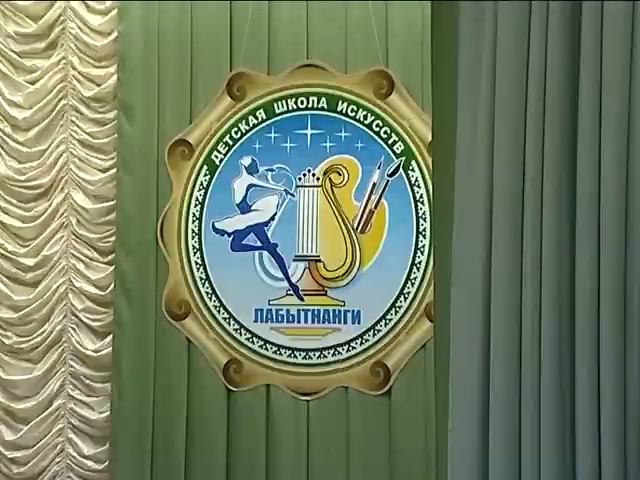 ДЕТСКАЯ ШКОЛА ИСКУССТВ
ЛАБЫТНАНГИ